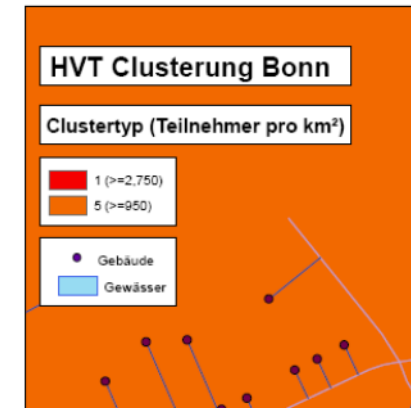 HVT Clusterung Bonn
Clustertyp (Teilnehmer pro km²)
1 (>=2,750)
5 (>=950)
Gebäude
Gewässer